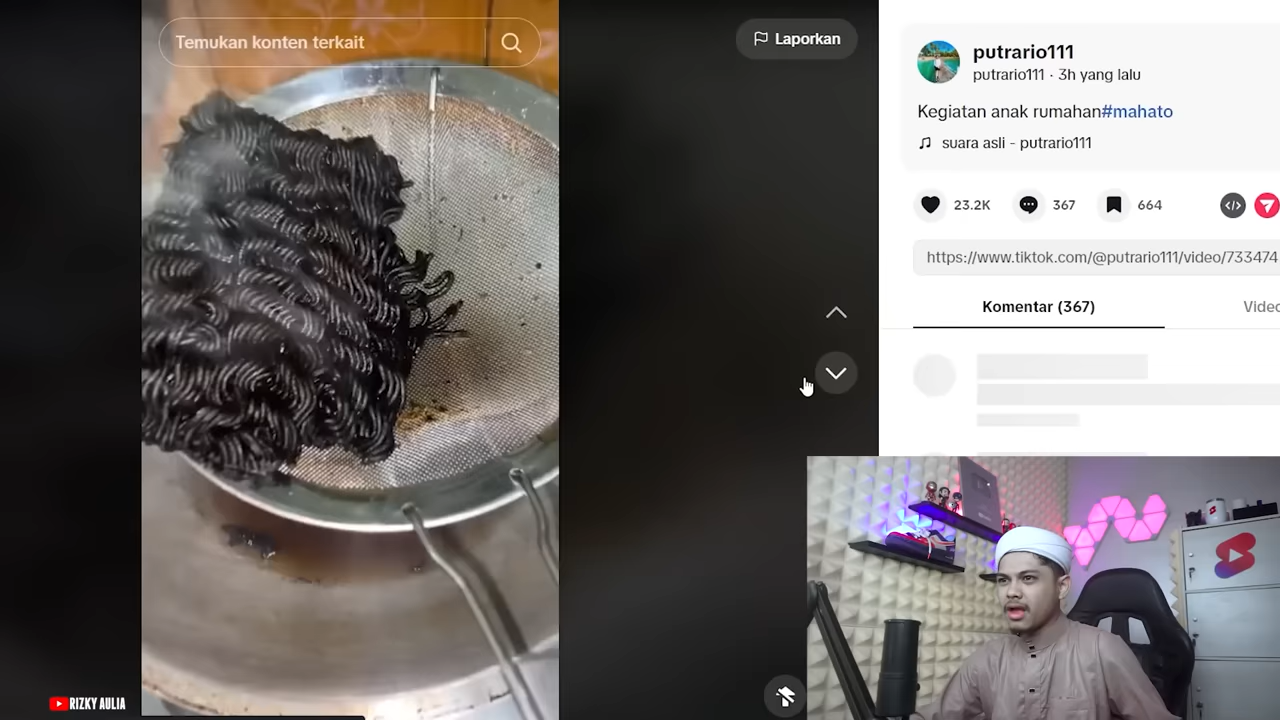 Temukan konten terkait
Laporkan
putrario111
putrario111 · 3h yang lalu
Kegiatan anak rumahan#mahato
suara asli - putrario111
23.2K
367
664
https://www.tiktok.com/@putrario111/video/733474
Komentar (367)
Video
RIZKY AULIA